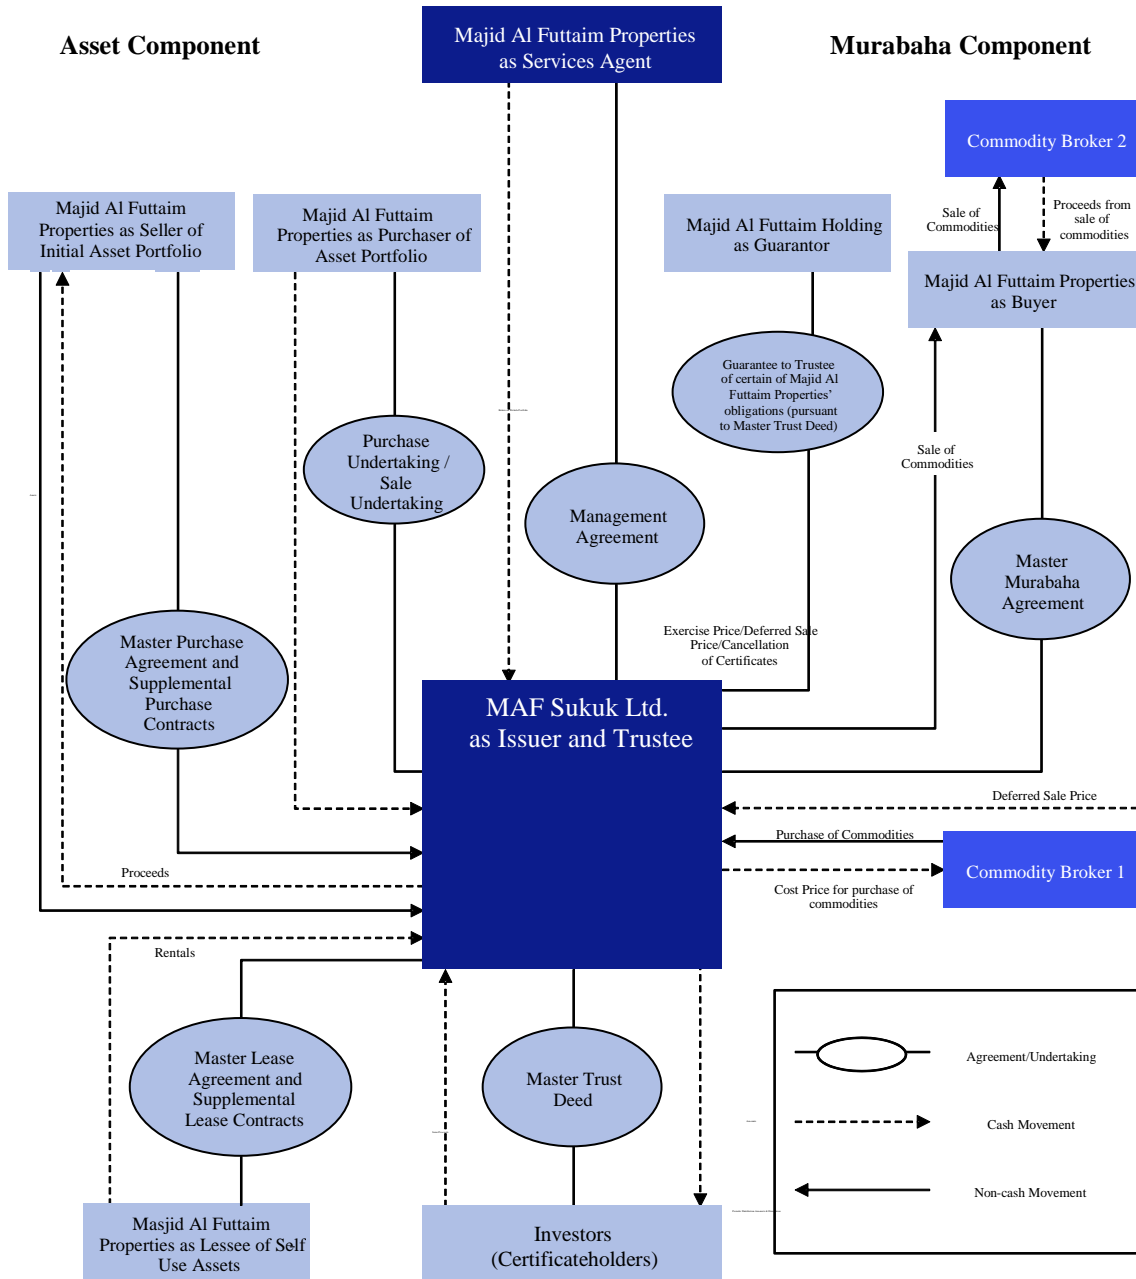 Asset Component
Majid Al Futtaim Properties
as Services Agent
Murabaha Component
Commodity Broker 2
Majid Al Futtaim
Properties as Seller of
Initial Asset Portfolio
Majid Al Futtaim
Properties as Purchaser of
Asset Portfolio
Majid Al Futtaim Holding
as Guarantor
Sale of
Commodities
Proceeds from
sale of
commodities
Majid Al Futtaim Properties
as Buyer
Guarantee to Trustee
of certain of Majid Al
Futtaim Properties’
obligations (pursuant
to Master Trust Deed)
Purchase
Undertaking /
Sale
Undertaking
Sale of
Commodities
Management
Agreement
Master
Murabaha
Agreement
Master Purchase
Agreement and
Supplemental
Purchase
Contracts
Exercise Price/Deferred Sale
Price/Cancellation
of Certificates
MAF Sukuk Ltd.
as Issuer and Trustee
Deferred Sale Price
Purchase of Commodities
Commodity Broker 1
Cost Price for purchase of
commodities
Proceeds
Rentals
Master Lease
Agreement and
Supplemental
Lease Contracts
Master Trust
Deed
Agreement/Undertaking
Cash Movement
Non-cash Movement
Masjid Al Futtaim
Properties as Lessee of Self
Use Assets
Investors
(Certificateholders)